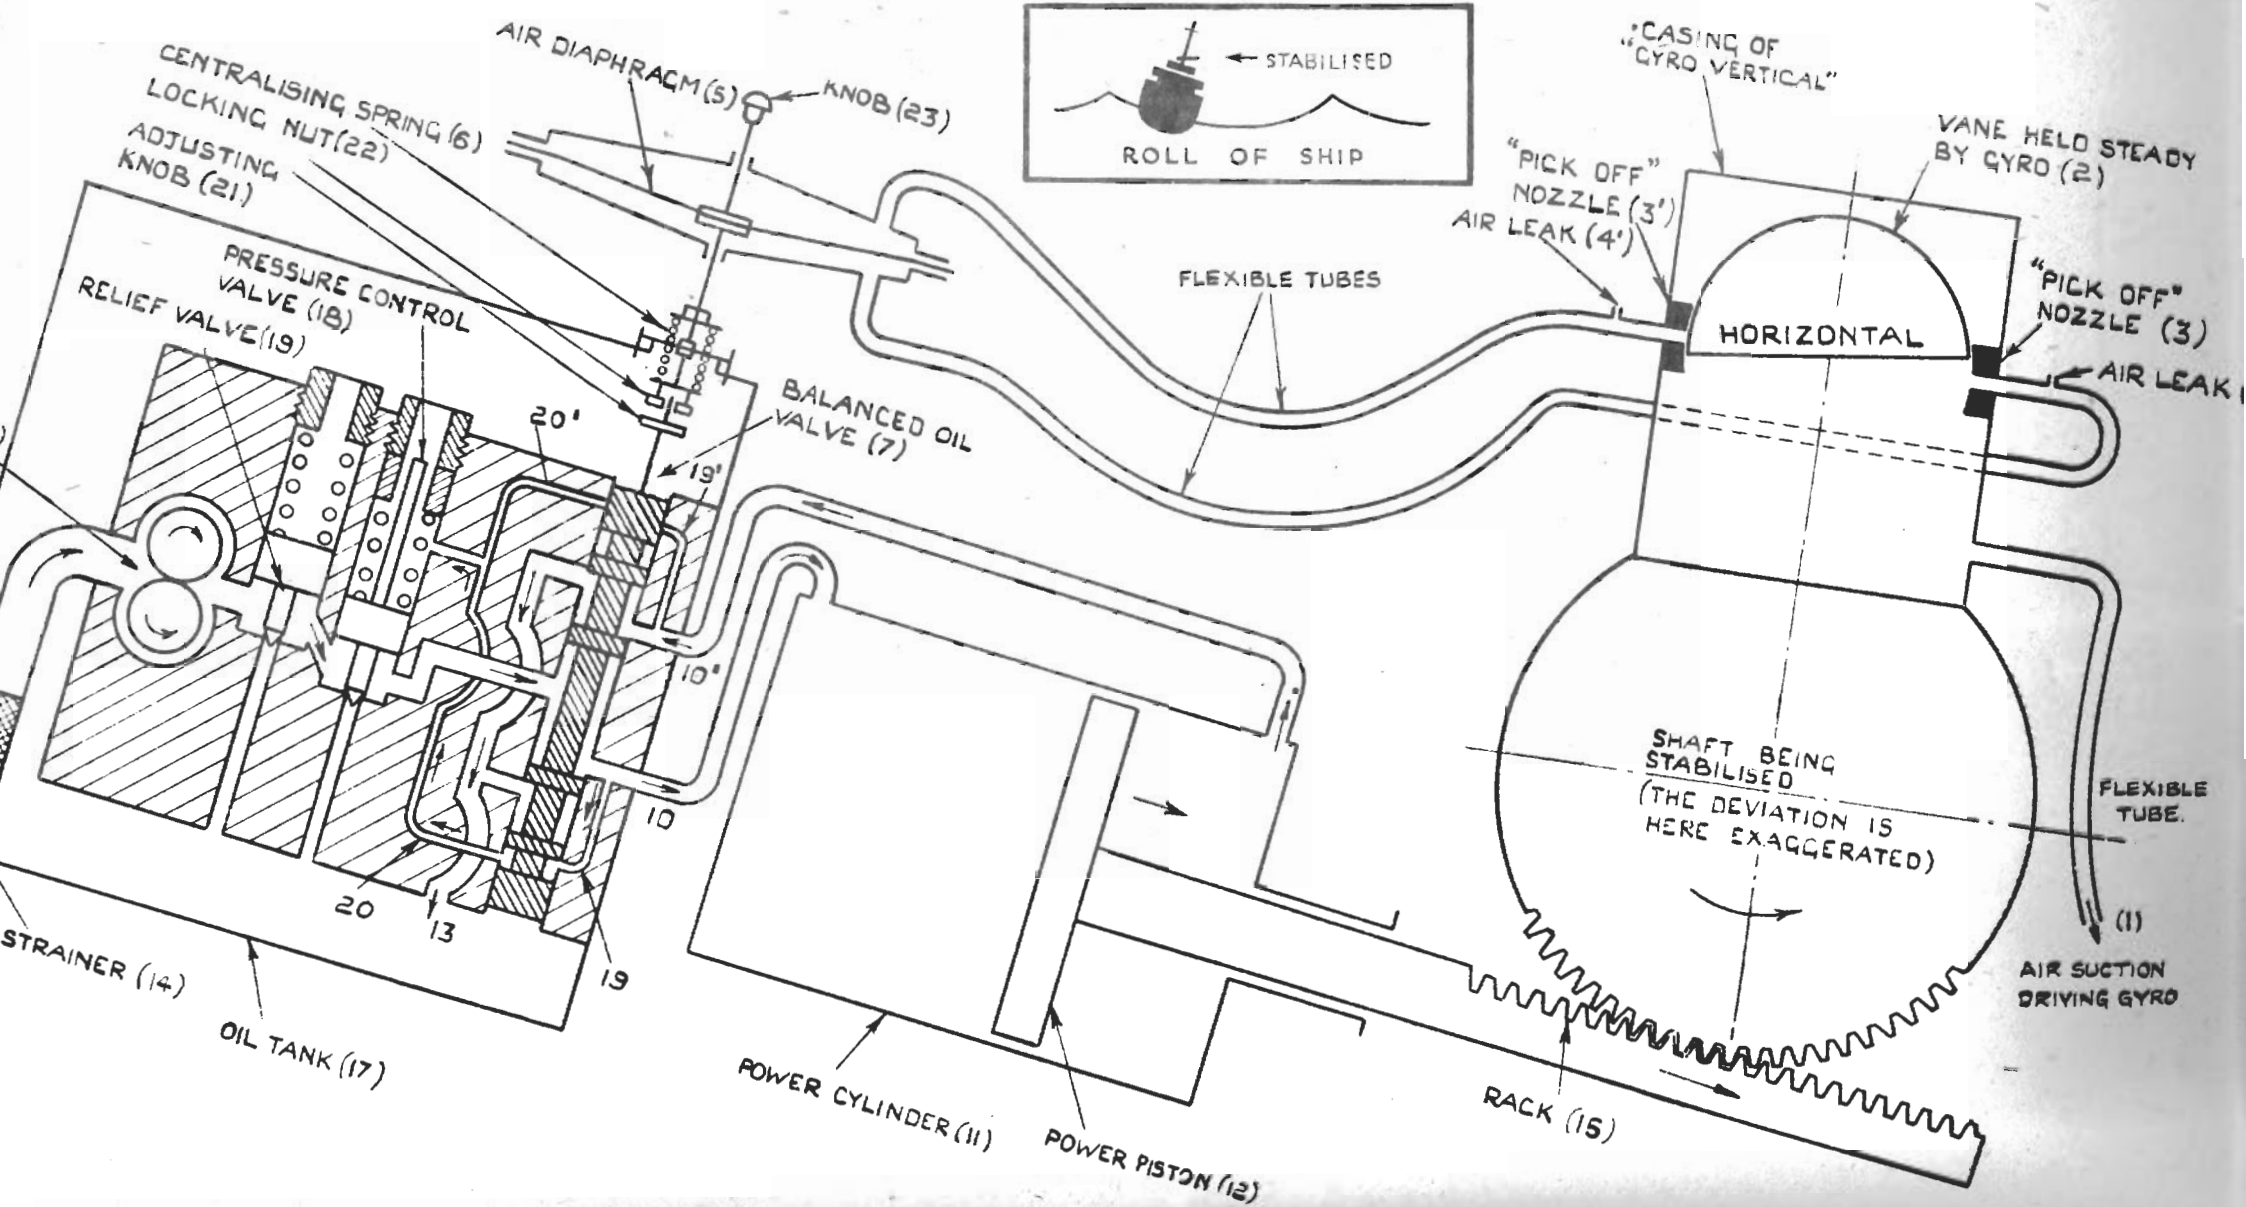 CENTRALISING SPRING (6)
LOCKING NUT (22)
ADJUSTING
KNOB (21)
AIR DIAPHRAGM (5)
KNOB (23)
← STABILISED
ROLL OF SHIP
"CASING OF
"GYRO VERTICAL"
VANE HELD STEADY
BY GYRO (2)
"PICK OFF"
NOZZLE (3')
AIR LEAK (4')
"PICK OFF"
NOZZLE (3)
AIR LEAK
HORIZONTAL
FLEXIBLE TUBES
PRESSURE CONTROL
VALVE (18)
RELIEF VALVE (19)
BALANCED OIL
VALVE (7)
20'
19'
10'
10
20
13
19
STRAINER (14)
OIL TANK (17)
POWER CYLINDER (11)
POWER PISTON (12)
RACK (15)
SHAFT BEING
STABILISED
(THE DEVIATION IS
HERE EXAGGERATED)
FLEXIBLE
TUBE.
(1)
AIR SUCTION
DRIVING GYRO